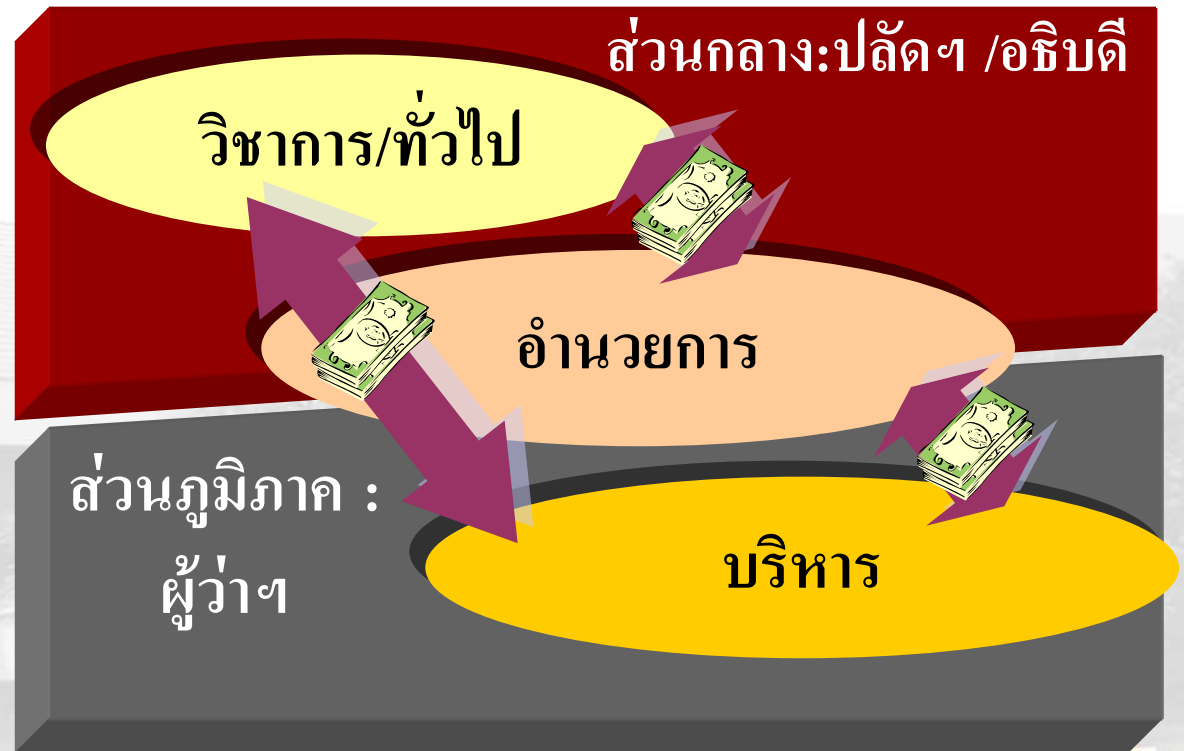 ส่วนกลาง:ปลัดฯ /อธิบดี
วิชาการ/ทั่วไป
อำนวยการ
ส่วนภูมิภาค :
ผู้ว่าฯ
บริหาร